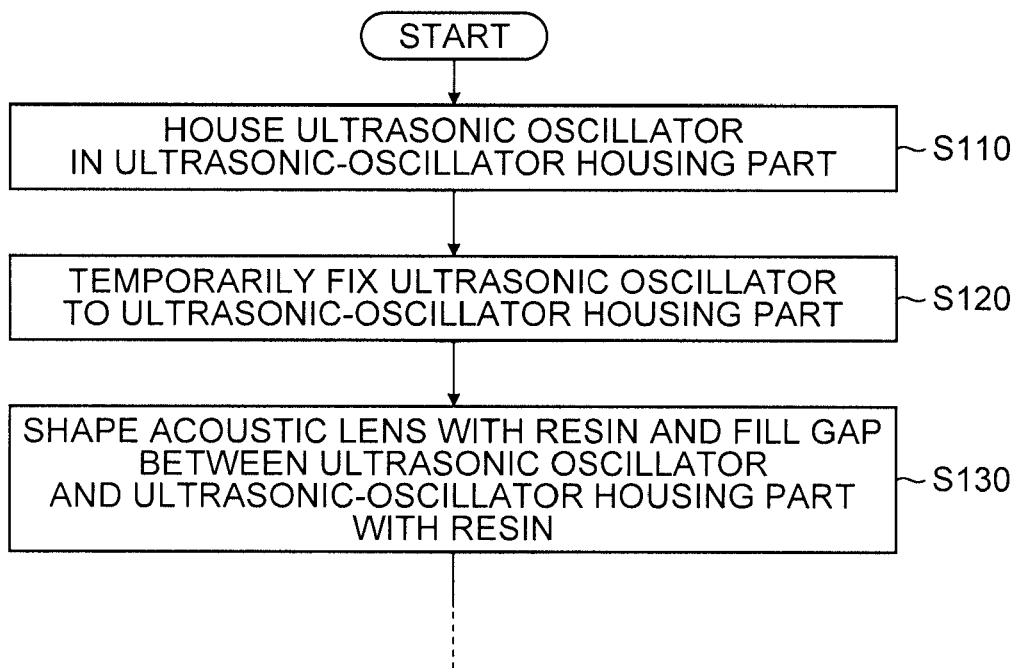 START
HOUSE ULTRASONIC OSCILLATOR
IN ULTRASONIC-OSCILLATOR HOUSING PART
S110
TEMPORARILY FIX ULTRASONIC OSCILLATOR
TO ULTRASONIC-OSCILLATOR HOUSING PART
S120
SHAPE ACOUSTIC LENS WITH RESIN AND FILL GAP
BETWEEN ULTRASONIC OSCILLATOR
AND ULTRASONIC-OSCILLATOR HOUSING PART
WITH RESIN
S130